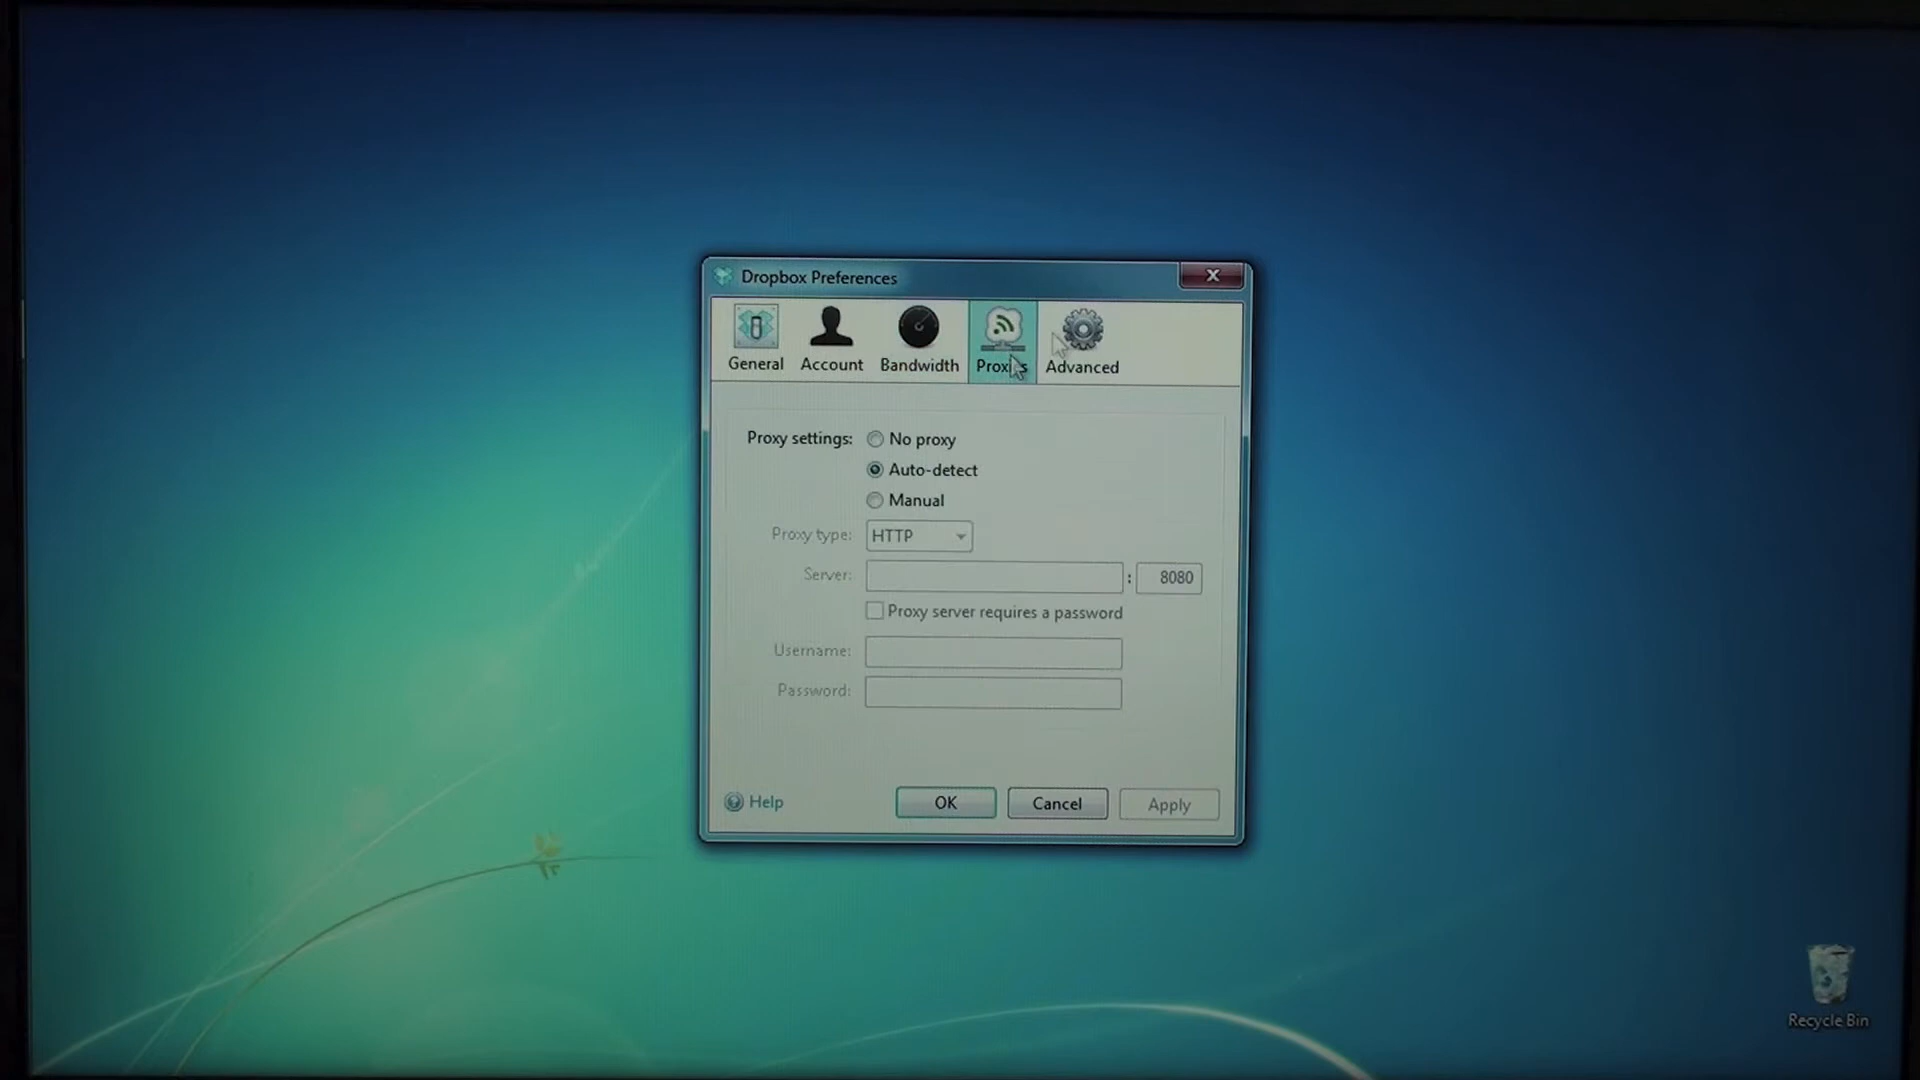 Dropbox Preferences
General Account Bandwidth Proxies Advanced
Proxy settings: No proxy
Auto-detect
Manual
Proxy type: HTTP
Server: : 8080
Proxy server requires a password
Username:
Password:
Help OK Cancel Apply
Recycle Bin